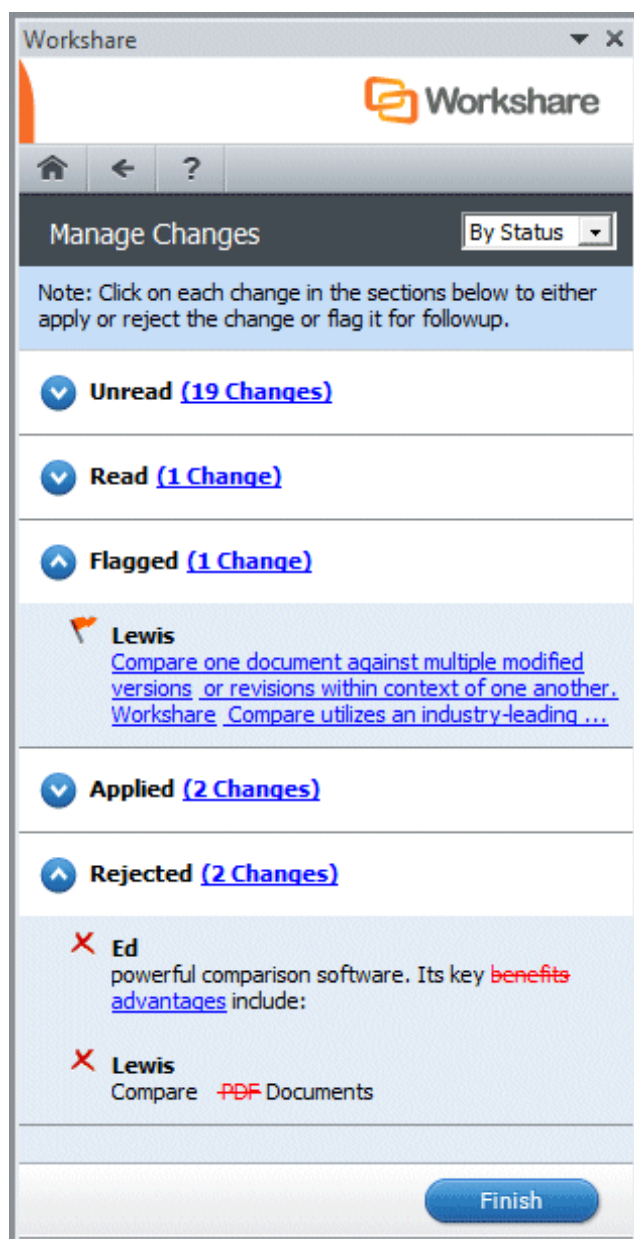 Workshare
Workshare
?
Manage Changes By Status
Note: Click on each change in the sections below to either
apply or reject the change or flag it for followup.
Unread (19 Changes)
Read (1 Change)
Flagged (1 Change)
Lewis
Compare one document against multiple modified
versions or revisions within context of one another.
Workshare Compare utilizes an industry-leading ...
Applied (2 Changes)
Rejected (2 Changes)
Ed
powerful comparison software. Its key benefits
advantages include:
Lewis
Compare PDF Documents
Finish